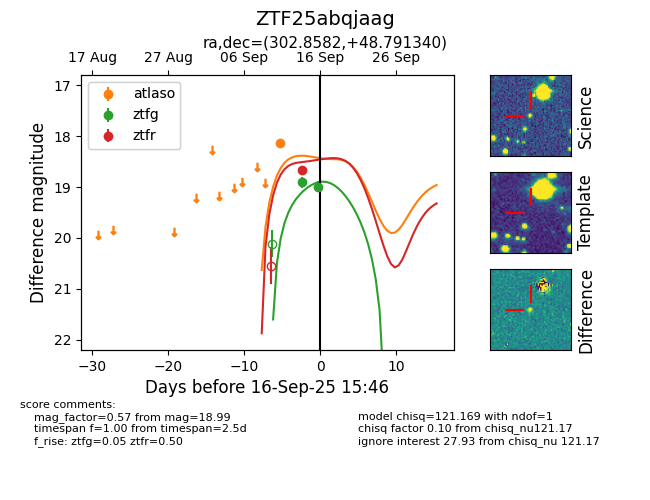 ZTF25abqjaag
ra,dec=(302.8582,+48.791340)
17 Aug 27 Aug 06 Sep 16 Sep 26 Sep
atlaso
ztfg
ztfr
17
18
19
20
21
22
Difference magnitude
−30 −20 −10 0 10
Days before 16-Sep-25 15:46
Science
Template
Difference
score comments:
mag_factor=0.57 from mag=18.99
timespan f=1.00 from timespan=2.5d
f_rise: ztfg=0.05 ztfr=0.50
model chisq=121.169 with ndof=1
chisq factor 0.10 from chisq_nu121.17
ignore interest 27.93 from chisq_nu 121.17